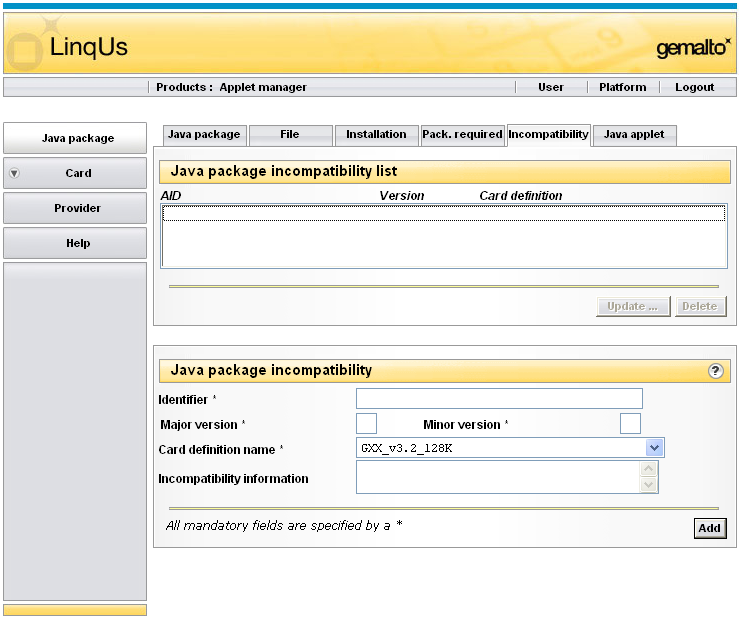 LinqUs
gemalto
Products : Applet manager User Platform Logout
Java package
Card
Provider
Help
Java package File Installation Pack. required Incompatibility Java applet
Java package incompatibility list
AID Version Card definition
Update ... Delete
Java package incompatibility ?
Identifier *
Major version * Minor version *
Card definition name * GXX_v3.2_128K
Incompatibility information
All mandatory fields are specified by a * Add